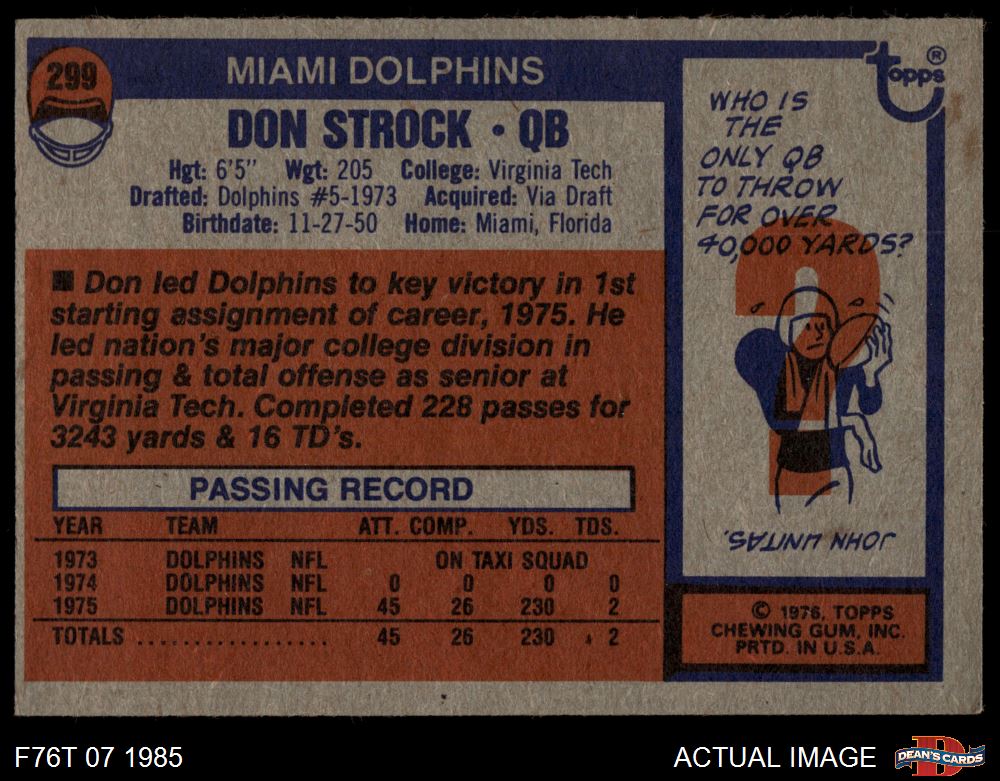 299
MIAMI DOLPHINS
DON STROCK • QB
Hgt: 6'5" Wgt: 205 College: Virginia Tech
Drafted: Dolphins #5-1973 Acquired: Via Draft
Birthdate: 11-27-50 Home: Miami, Florida
■ Don led Dolphins to key victory in 1st
starting assignment of career, 1975. He
led nation's major college division in
passing & total offense as senior at
Virginia Tech. Completed 228 passes for
3243 yards & 16 TD's.
PASSING RECORD
YEAR TEAM ATT. COMP. YDS. TDS.
1973 DOLPHINS NFL ON TAXI SQUAD
1974 DOLPHINS NFL 0 0 0 0
1975 DOLPHINS NFL 45 26 230 2
TOTALS .................. 45 26 230 2
Topps®
WHO IS
THE
ONLY QB
TO THROW
FOR OVER
40,000 YARDS?
?
JOHN UNITAS.
© 1976, TOPPS
CHEWING GUM, INC.
PRTD. IN U.S.A.
F76T 07 1985
ACTUAL IMAGE
D
DEAN'S CARDS